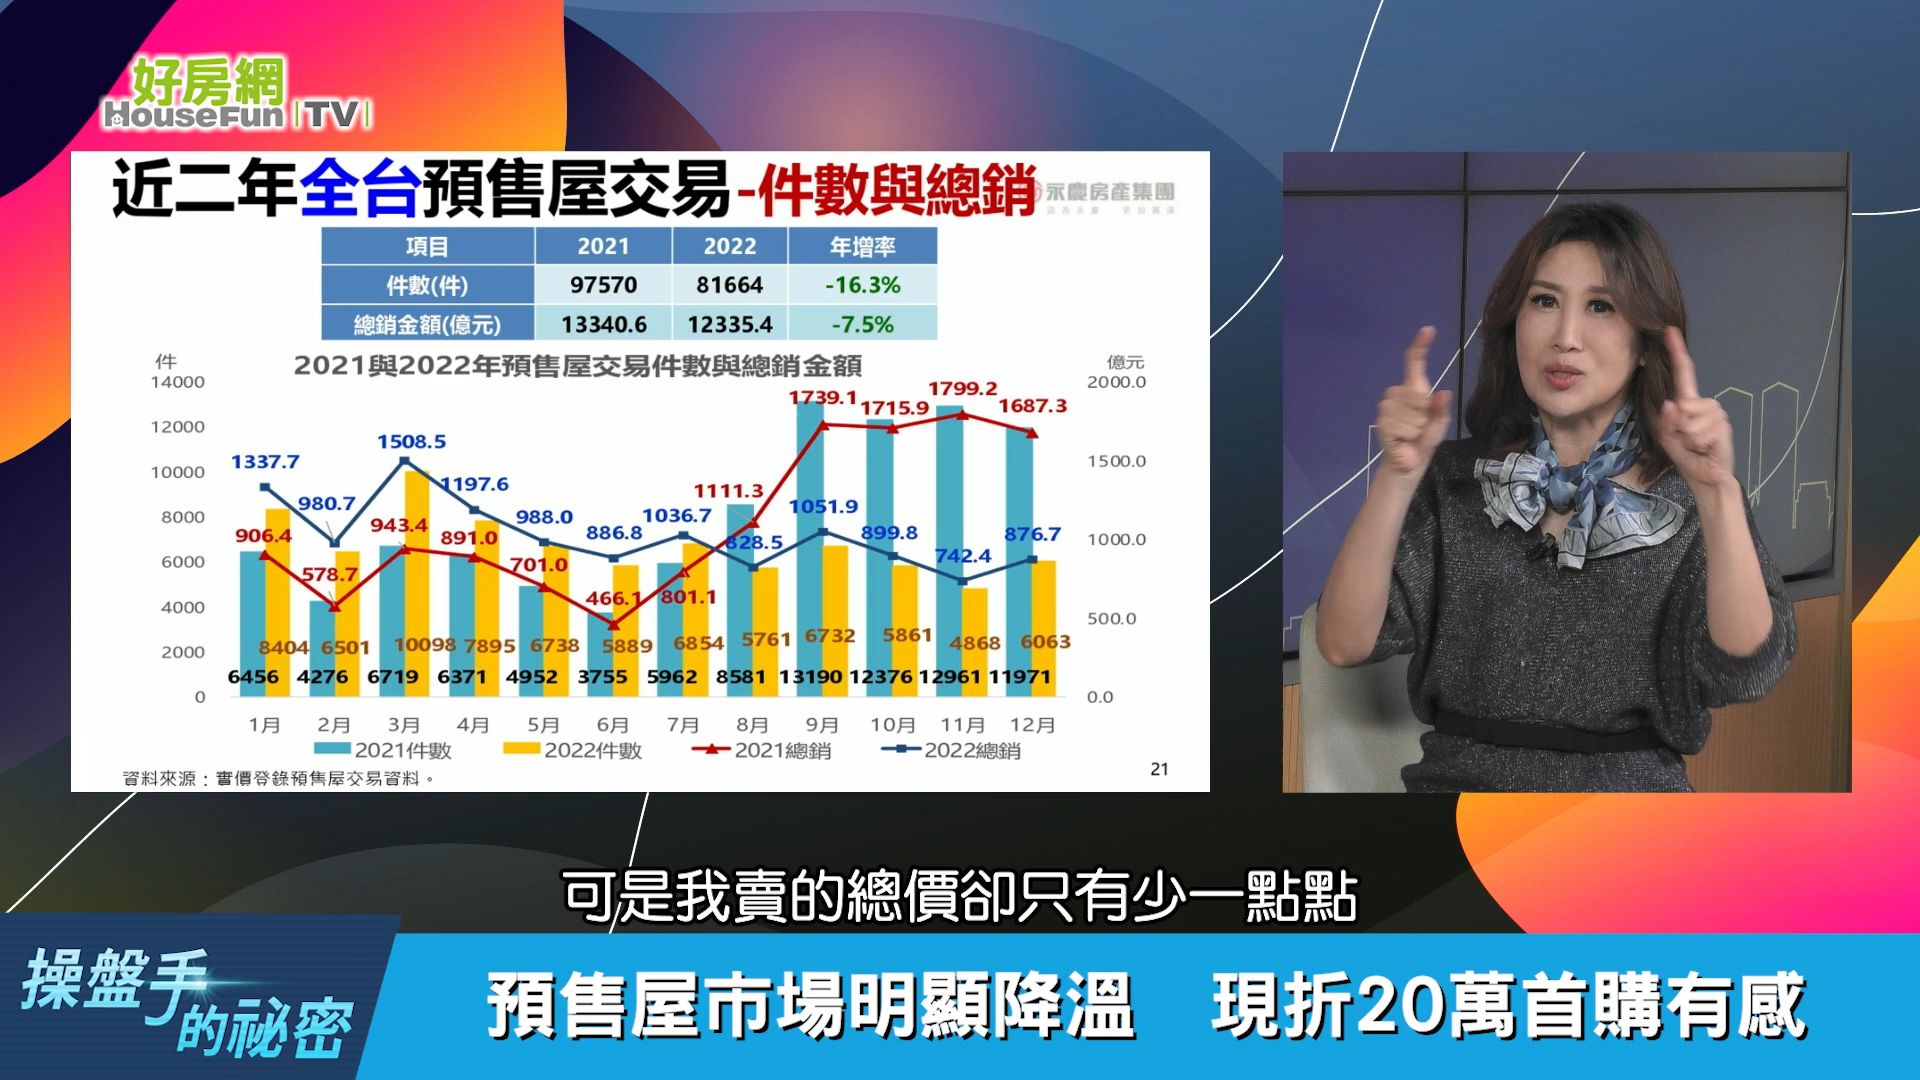 好房網
HouseFun TV
近二年全台預售屋交易-件數與總銷
永慶房產集團
項目 2021 2022 年增率
件數(件) 97570 81664 -16.3%
總銷金額(億元) 13340.6 12335.4 -7.5%
2021與2022年預售屋交易件數與總銷金額
件
億元
14000
12000
10000
8000
6000
4000
2000
0
2000.0
1500.0
1000.0
500.0
0.0
1337.7 980.7 1508.5 1197.6 988.0 886.8 1036.7 828.5 1051.9 899.8 742.4 876.7
906.4 578.7 943.4 891.0 701.0 466.1 801.1 1111.3 1739.1 1715.9 1799.2 1687.3
8404 6501 10098 7895 6738 5889 6854 5761 6732 5861 4868 6063
6456 4276 6719 6371 4952 3755 5962 8581 13190 12376 12961 11971
1月 2月 3月 4月 5月 6月 7月 8月 9月 10月 11月 12月
2021件數 2022件數 2021總銷 2022總銷
資料來源：實價登錄預售屋交易資料。
21
可是我賣的總價卻只有少一點點
操盤手
的祕密
預售屋市場明顯降溫 現折20萬首購有感